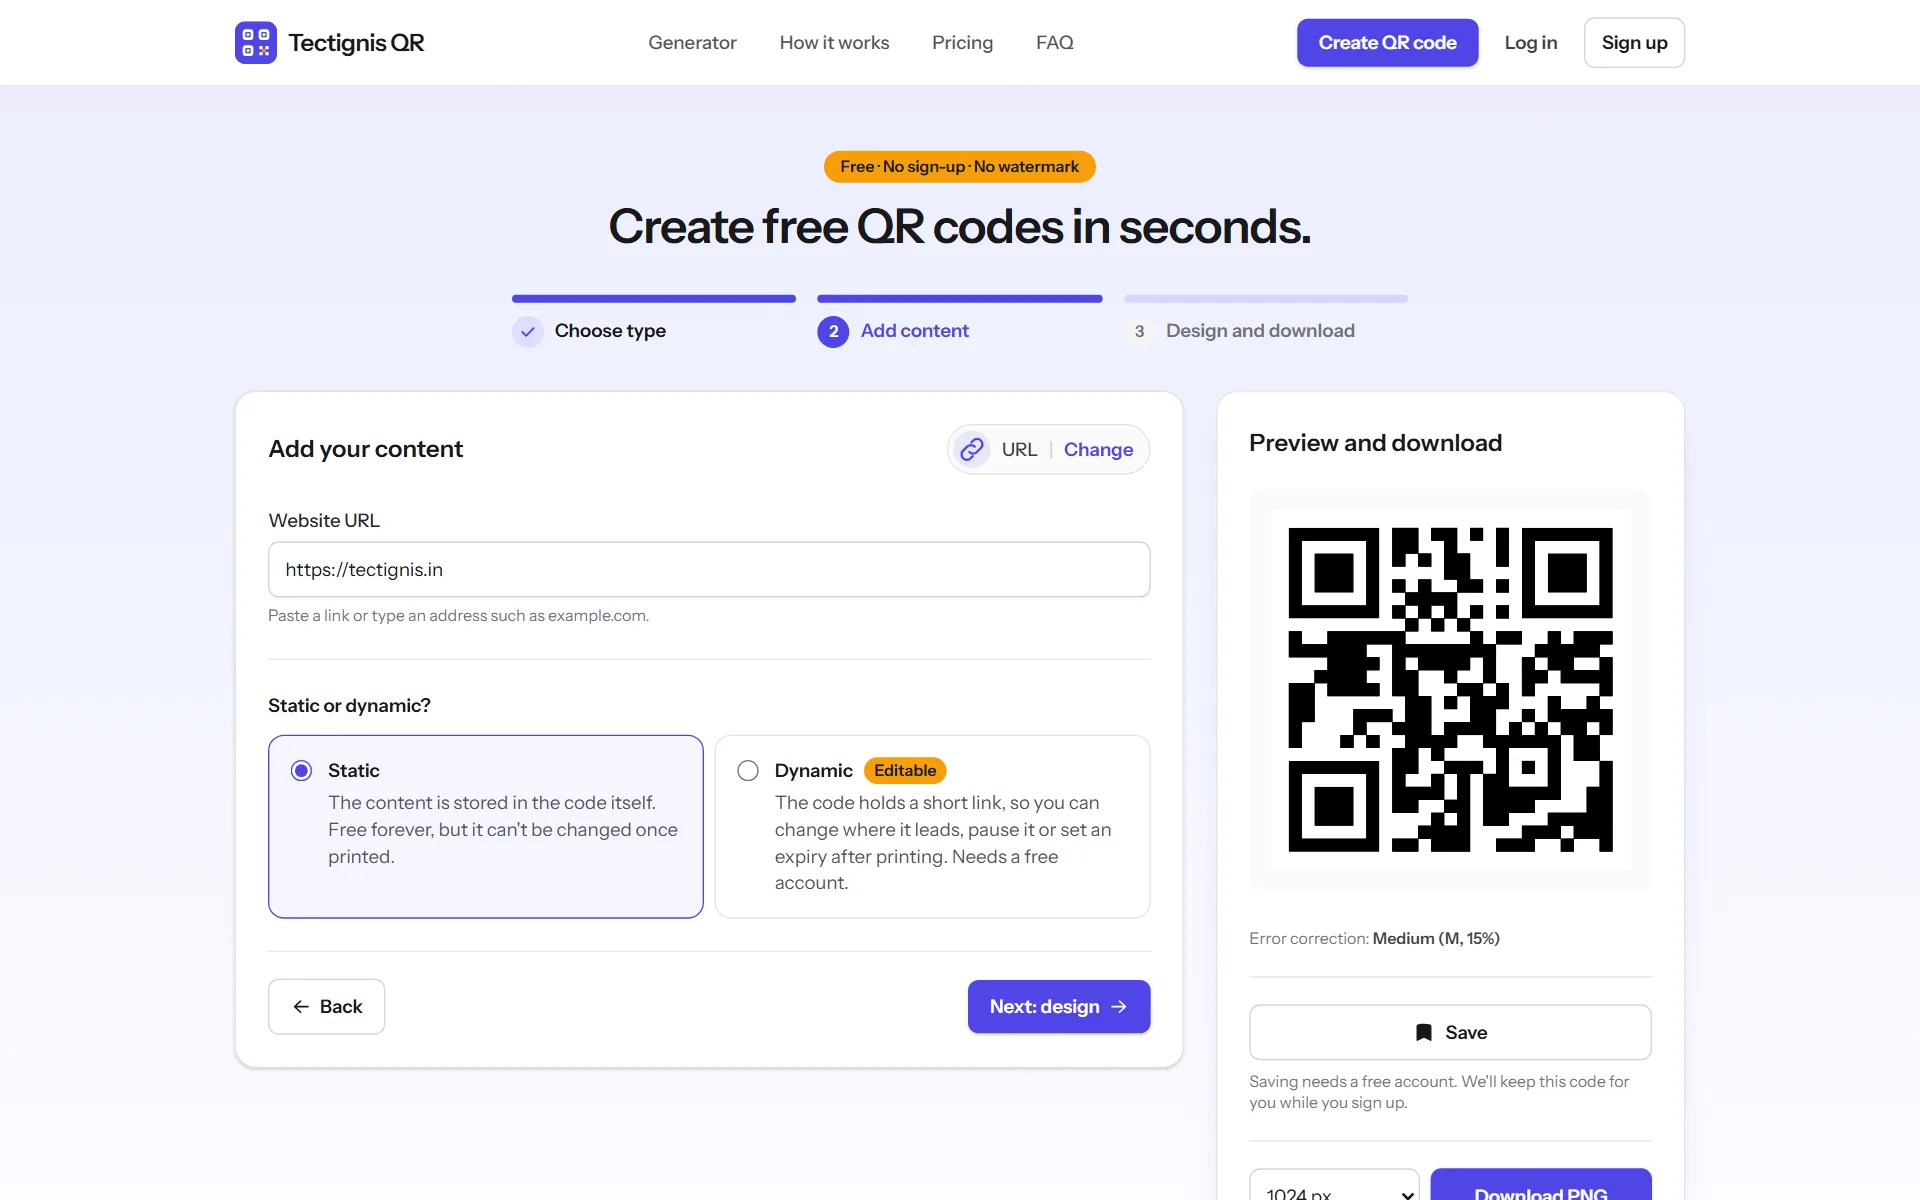 Tectignis QR
Generator
How it works
Pricing
FAQ
Create QR code
Log in
Sign up
Free · No sign-up · No watermark
Create free QR codes in seconds.
Choose type
2 Add content
3 Design and download
Add your content
URL | Change
Website URL
https://tectignis.in
Paste a link or type an address such as example.com.
Static or dynamic?
Static
The content is stored in the code itself.
Free forever, but it can't be changed once
printed.
Dynamic Editable
The code holds a short link, so you can
change where it leads, pause it or set an
expiry after printing. Needs a free
account.
← Back
Next: design →
Preview and download
Error correction: Medium (M, 15%)
Save
Saving needs a free account. We'll keep this code for
you while you sign up.
1024 px
Download PNG